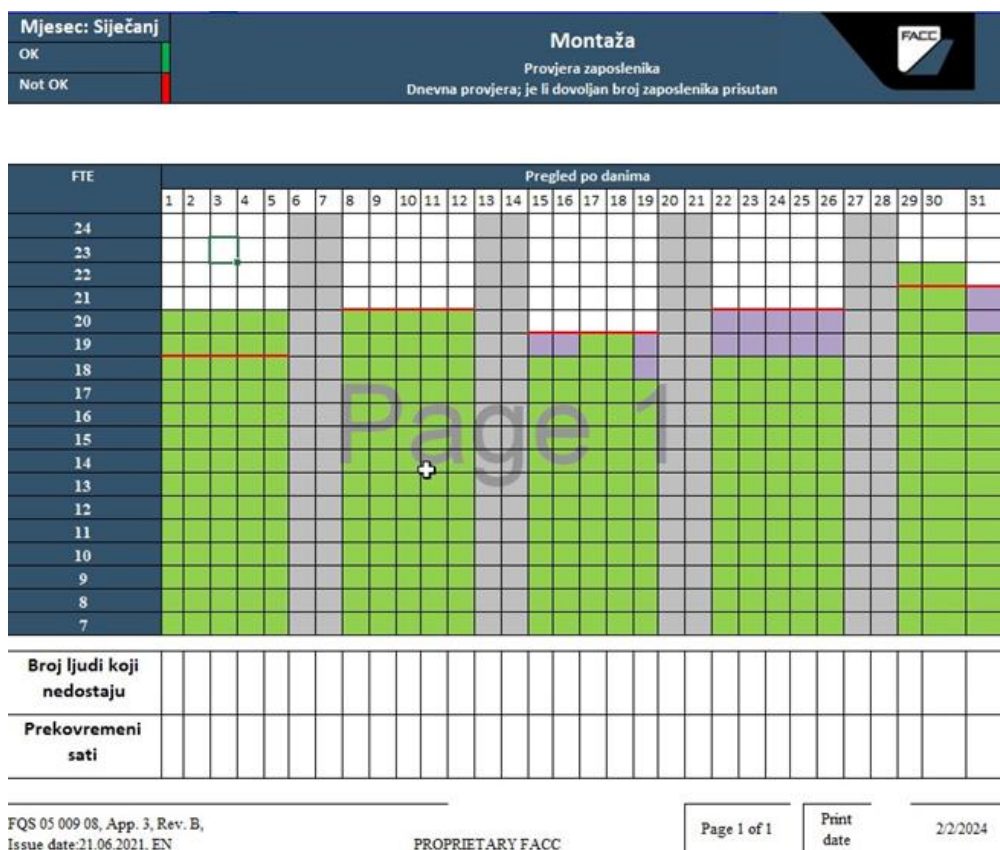 Mjesec: Siječanj
OK
Not OK
Montaža
Provjera zaposlenika
Dnevna provjera; je li dovoljan broj zaposlenika prisutan
FACC
FTE
Pregled po danima
1 2 3 4 5 6 7 8 9 10 11 12 13 14 15 16 17 18 19 20 21 22 23 24 25 26 27 28 29 30 31
24
23
22
21
20
19
18
17
16
15
14
13
12
11
10
9
8
7
Page 1
Broj ljudi koji
nedostaju
Prekovremeni
sati
FQS 05 009 08, App. 3, Rev. B,
Issue date:21.06.2021, EN
PROPRIETARY FACC
Page 1 of 1
Print
date
2/2/2024